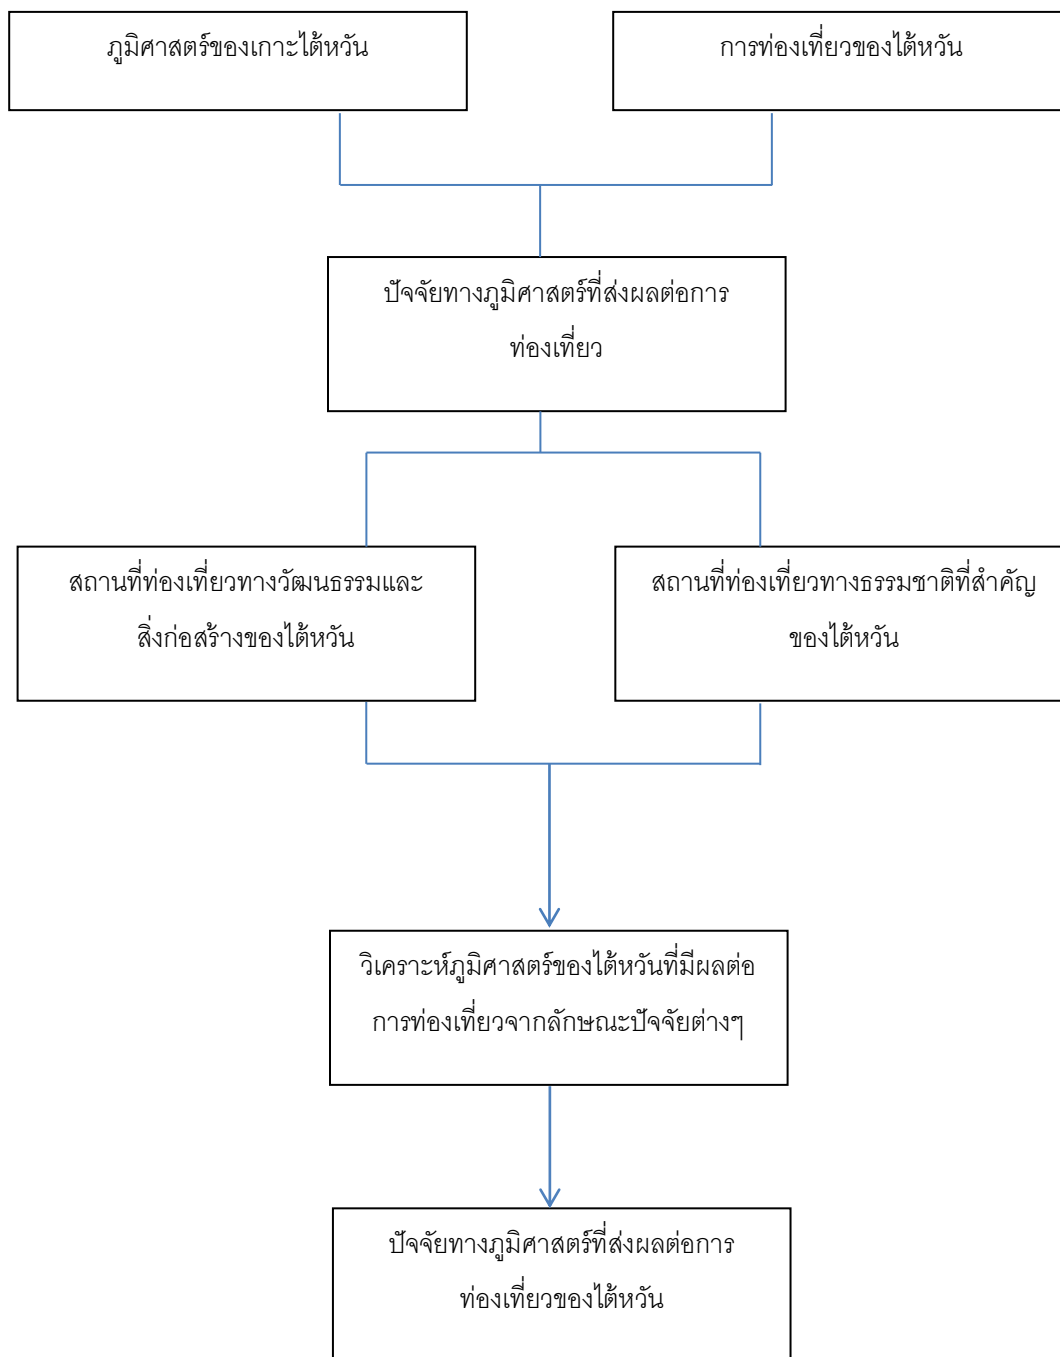 ภูมิศาสตร์ของเกาะไต้หวัน
การท่องเที่ยวของไต้หวัน
ปัจจัยทางภูมิศาสตร์ที่ส่งผลต่อการ
ท่องเที่ยว
สถานที่ท่องเที่ยวทางวัฒนธรรมและ
สิ่งก่อสร้างของไต้หวัน
สถานที่ท่องเที่ยวทางธรรมชาติที่สำคัญ
ของไต้หวัน
วิเคราะห์ภูมิศาสตร์ของไต้หวันที่มีผลต่อ
การท่องเที่ยวจากลักษณะปัจจัยต่างๆ
ปัจจัยทางภูมิศาสตร์ที่ส่งผลต่อการ
ท่องเที่ยวของไต้หวัน